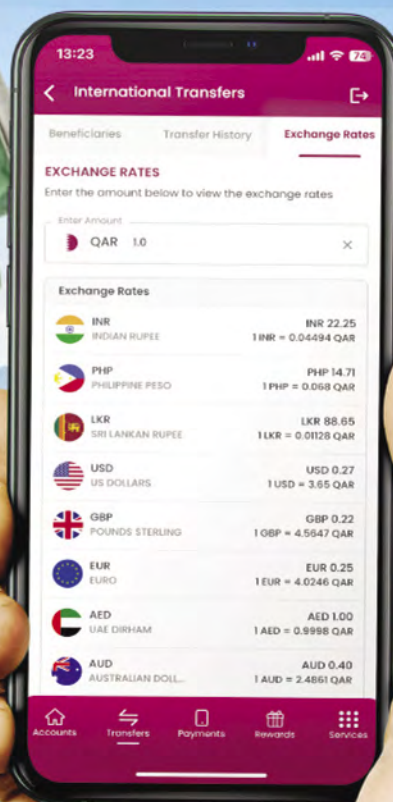 13:23
74
International Transfers
Beneficiaries Transfer History Exchange Rates
EXCHANGE RATES
Enter the amount below to view the exchange rates
Enter Amount
QAR 1.0
Exchange Rates
INR INR 22.25
INDIAN RUPEE 1 INR = 0.04494 QAR
PHP PHP 14.71
PHILIPPINE PESO 1 PHP = 0.068 QAR
LKR LKR 88.65
SRI LANKAN RUPEE 1 LKR = 0.01128 QAR
USD USD 0.27
US DOLLARS 1 USD = 3.65 QAR
GBP GBP 0.22
POUNDS STERLING 1 GBP = 4.5647 QAR
EUR EUR 0.25
EURO 1 EUR = 4.0246 QAR
AED AED 1.00
UAE DIRHAM 1 AED = 0.9998 QAR
AUD AUD 0.40
AUSTRALIAN DOLL... 1 AUD = 2.4861 QAR
Accounts Transfers Payments Rewards Services